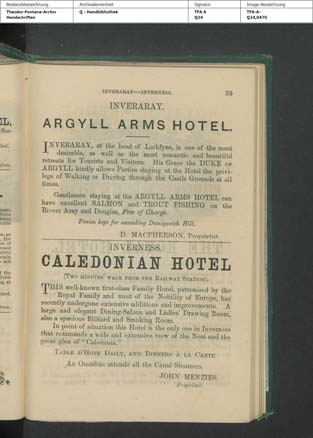 Bestandsbezeichnung
Archivaleneinheit
Signatur
Image-Bezeichnung
Theodor-Fontane-Archiv
Handschriften
Q - Handbibliothek
TFA A
Q24
TFA-A-
Q24,0470
INVERARAY—INVERNESS. 39
INVERARAY.
ARGYLL ARMS HOTEL.
INVERARAY, at the head of Lochfyne, is one of the most
desirable, as well as the most romantic and beautiful
retreats for Tourists and Visitors. His Grace the DUKE OF
ARGYLL kindly allows Parties staying at the Hotel the privi-
lege of Walking or Driving through the Castle Grounds at all
times.
Gentlemen staying at the ARGYLL ARMS HOTEL can
have excellent SALMON and TROUT FISHING on the
Rivers Aray and Douglas, Free of Charge.
Ponies kept for ascending Duniquoich Hill.
D. MACPHERSON, Proprietor.
INVERNESS.
CALEDONIAN HOTEL
(TWO MINUTES' WALK FROM THE RAILWAY STATION).
THIS well-known first-class Family Hotel, patronised by the
Royal Family and most of the Nobility of Europe, has
recently undergone extensive additions and improvements. A
large and elegant Dining-Saloon and Ladies' Drawing Room,
also a spacious Billiard and Smoking Room.
In point of situation this Hotel is the only one in Inverness
that commands a wide and extensive view of the Ness and the
great glen of "Caledonia."
TABLE D'HOTE DAILY, AND DINNERS À LA CARTE
An Omnibus attends all the Canal Steamers.
JOHN MENZIES,
Proprietor.